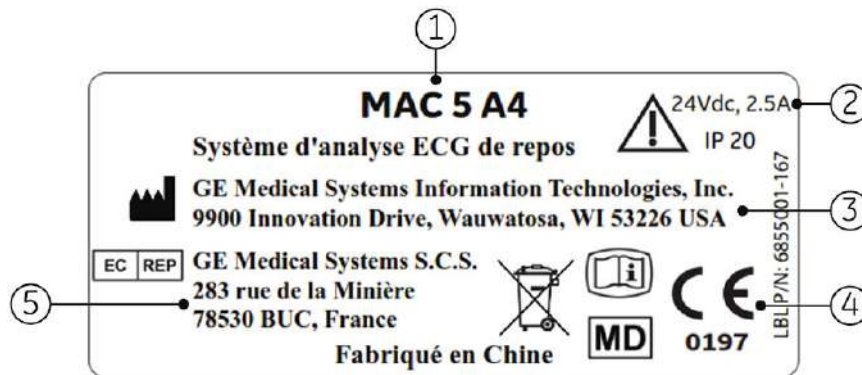 1
MAC 5 A4
24Vdc, 2.5A
2
IP 20
Système d'analyse ECG de repos
GE Medical Systems Information Technologies, Inc.
9900 Innovation Drive, Wauwatosa, WI 53226 USA
3
LBL P/N: 6855001-167
EC REP
GE Medical Systems S.C.S.
283 rue de la Minière
78530 BUC, France
5
i
MD
CE
0197
4
Fabriqué en Chine